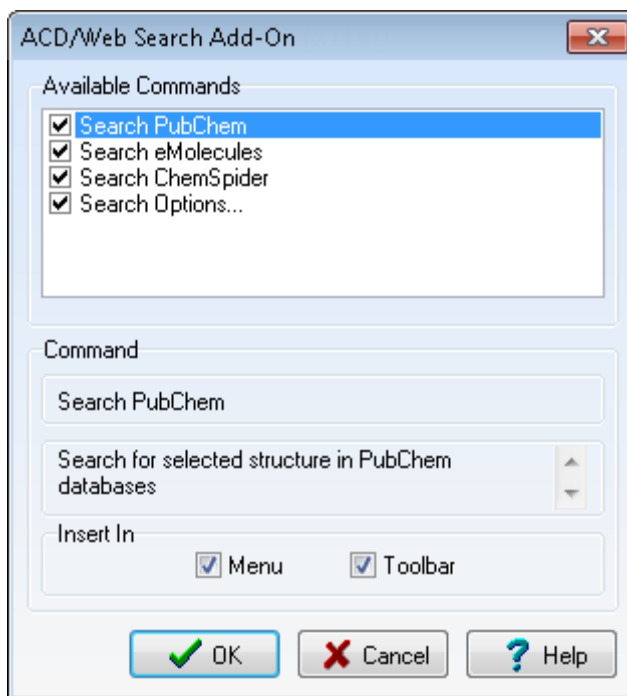 ACD/Web Search Add-On
Available Commands
Search PubChem
Search eMolecules
Search ChemSpider
Search Options...
Command
Search PubChem
Search for selected structure in PubChem
databases
Insert In
Menu Toolbar
OK Cancel Help